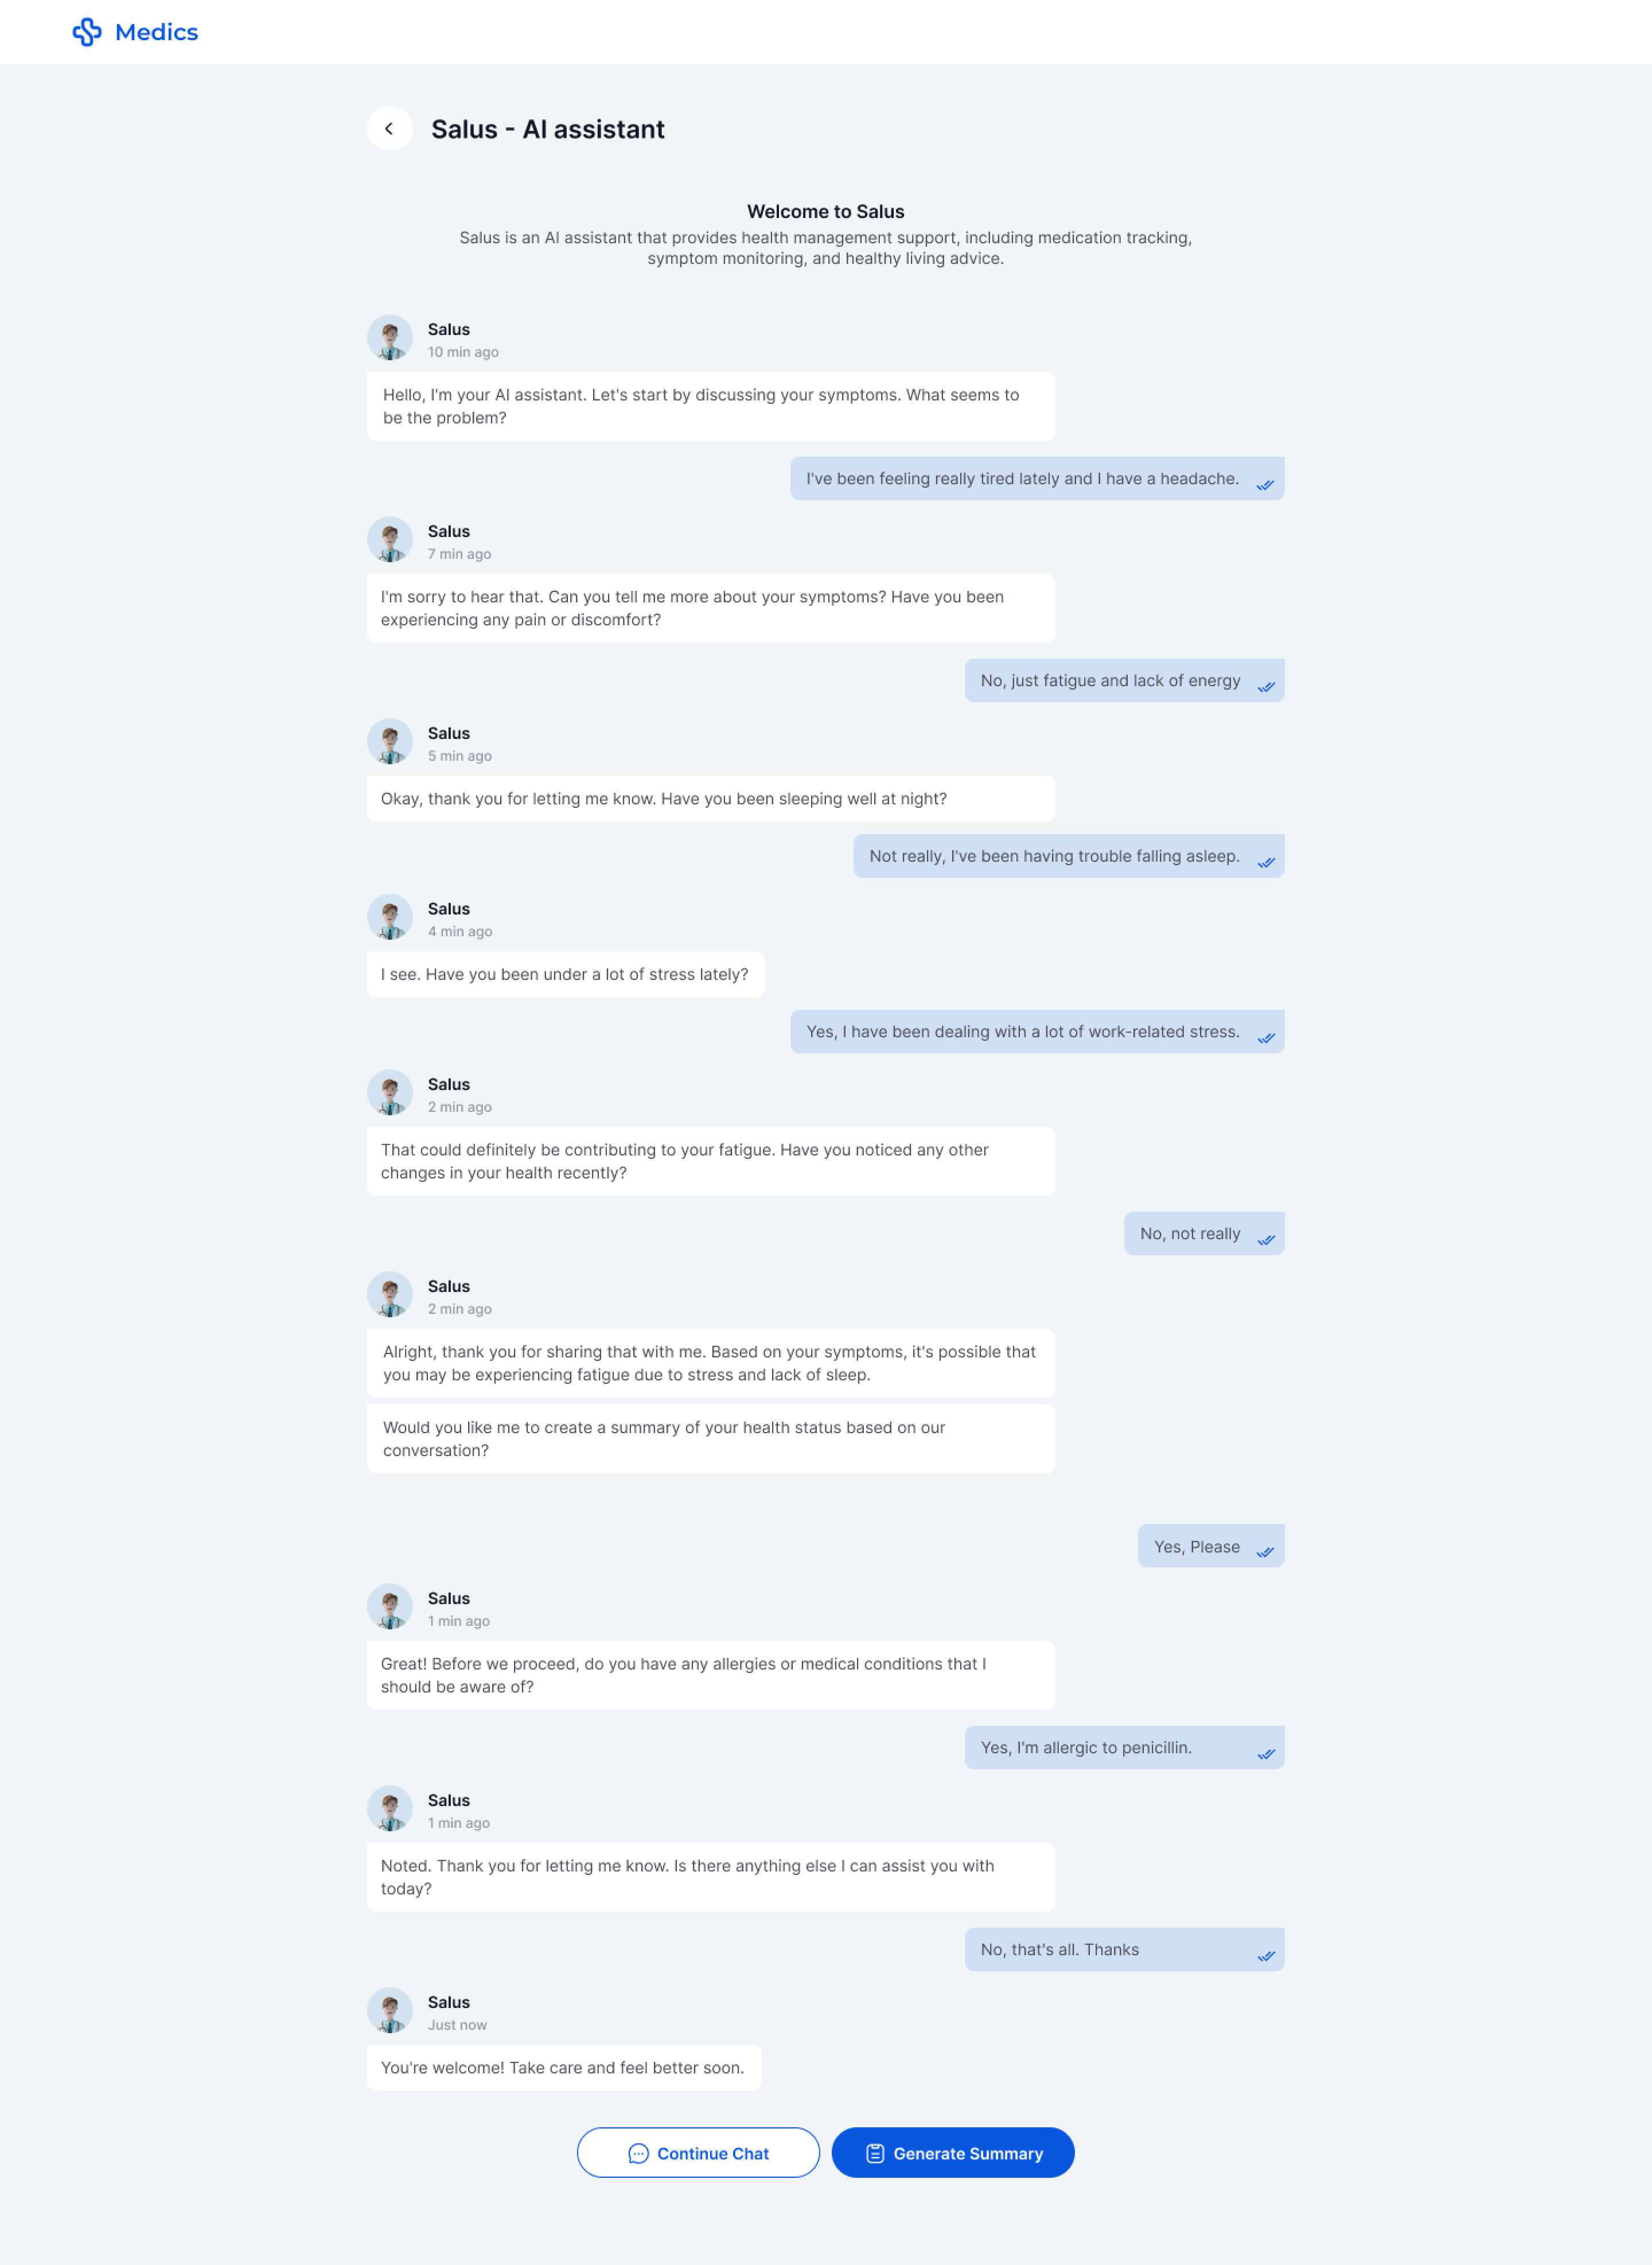 Medics
Salus - AI assistant
Welcome to Salus
Salus is an AI assistant that provides health management support, including medication tracking,
symptom monitoring, and healthy living advice.
Salus
10 min ago
Hello, I'm your AI assistant. Let's start by discussing your symptoms. What seems to
be the problem?
I've been feeling really tired lately and I have a headache.
Salus
7 min ago
I'm sorry to hear that. Can you tell me more about your symptoms? Have you been
experiencing any pain or discomfort?
No, just fatigue and lack of energy
Salus
5 min ago
Okay, thank you for letting me know. Have you been sleeping well at night?
Not really, I've been having trouble falling asleep.
Salus
4 min ago
I see. Have you been under a lot of stress lately?
Yes, I have been dealing with a lot of work-related stress.
Salus
2 min ago
That could definitely be contributing to your fatigue. Have you noticed any other
changes in your health recently?
No, not really
Salus
2 min ago
Alright, thank you for sharing that with me. Based on your symptoms, it's possible that
you may be experiencing fatigue due to stress and lack of sleep.
Would you like me to create a summary of your health status based on our
conversation?
Yes, Please
Salus
1 min ago
Great! Before we proceed, do you have any allergies or medical conditions that I
should be aware of?
Yes, I'm allergic to penicillin.
Salus
1 min ago
Noted. Thank you for letting me know. Is there anything else I can assist you with
today?
No, that's all. Thanks
Salus
Just now
You're welcome! Take care and feel better soon.
Continue Chat
Generate Summary